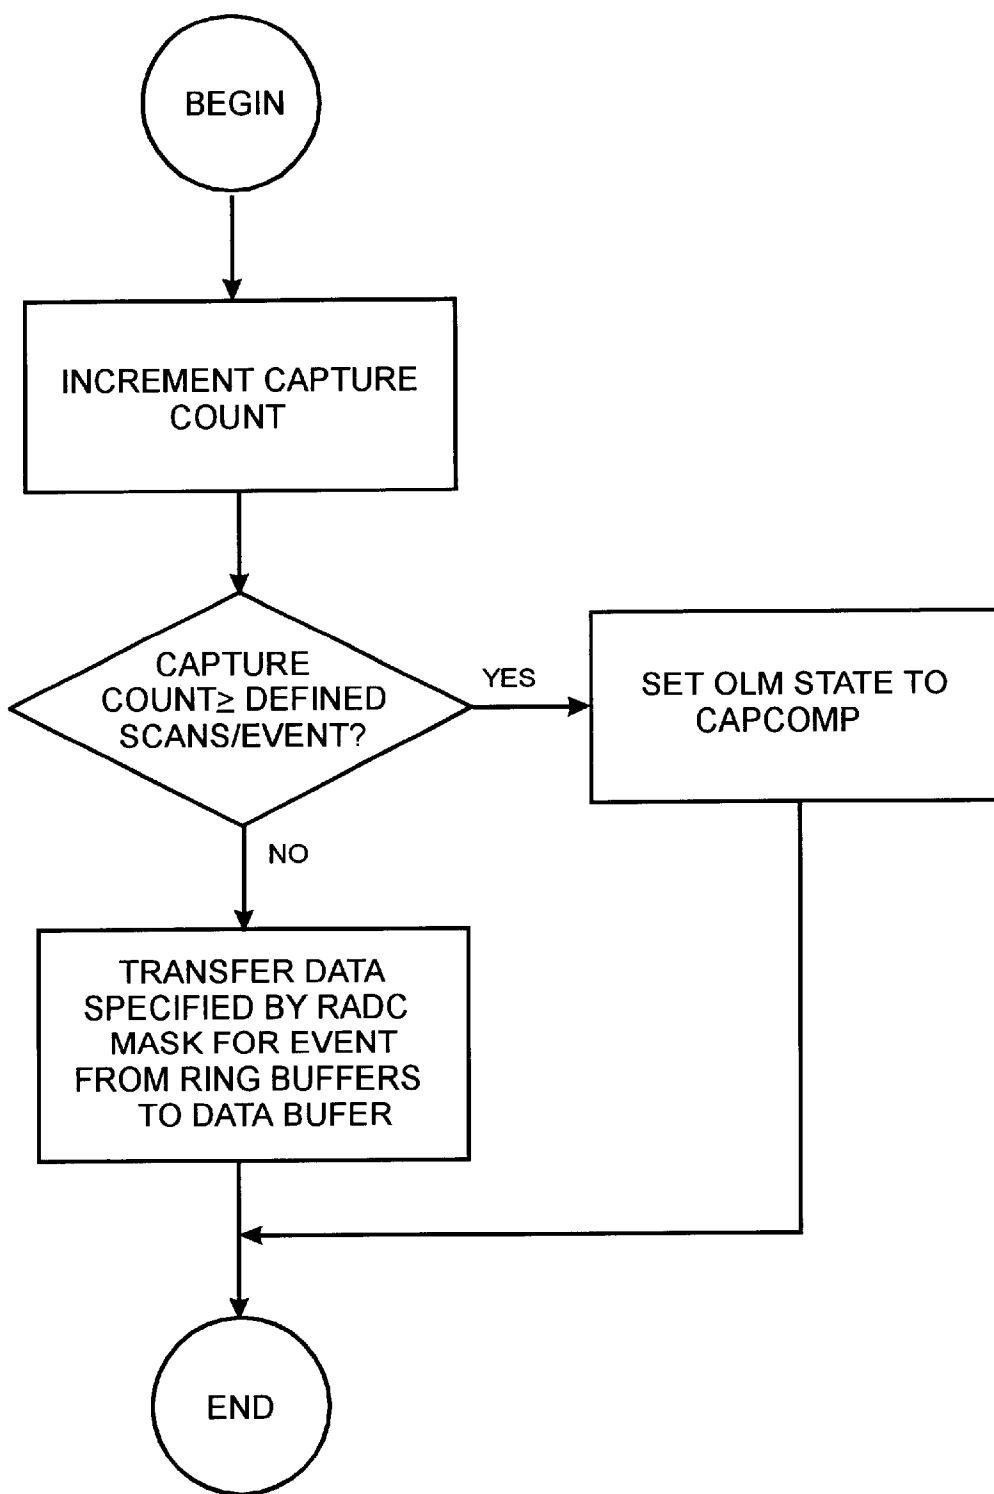 BEGIN
INCREMENT CAPTURE
COUNT
CAPTURE
COUNT≥ DEFINED
SCANS/EVENT?
YES
SET OLM STATE TO
CAPCOMP
NO
TRANSFER DATA
SPECIFIED BY RADC
MASK FOR EVENT
FROM RING BUFFERS
TO DATA BUFER
END